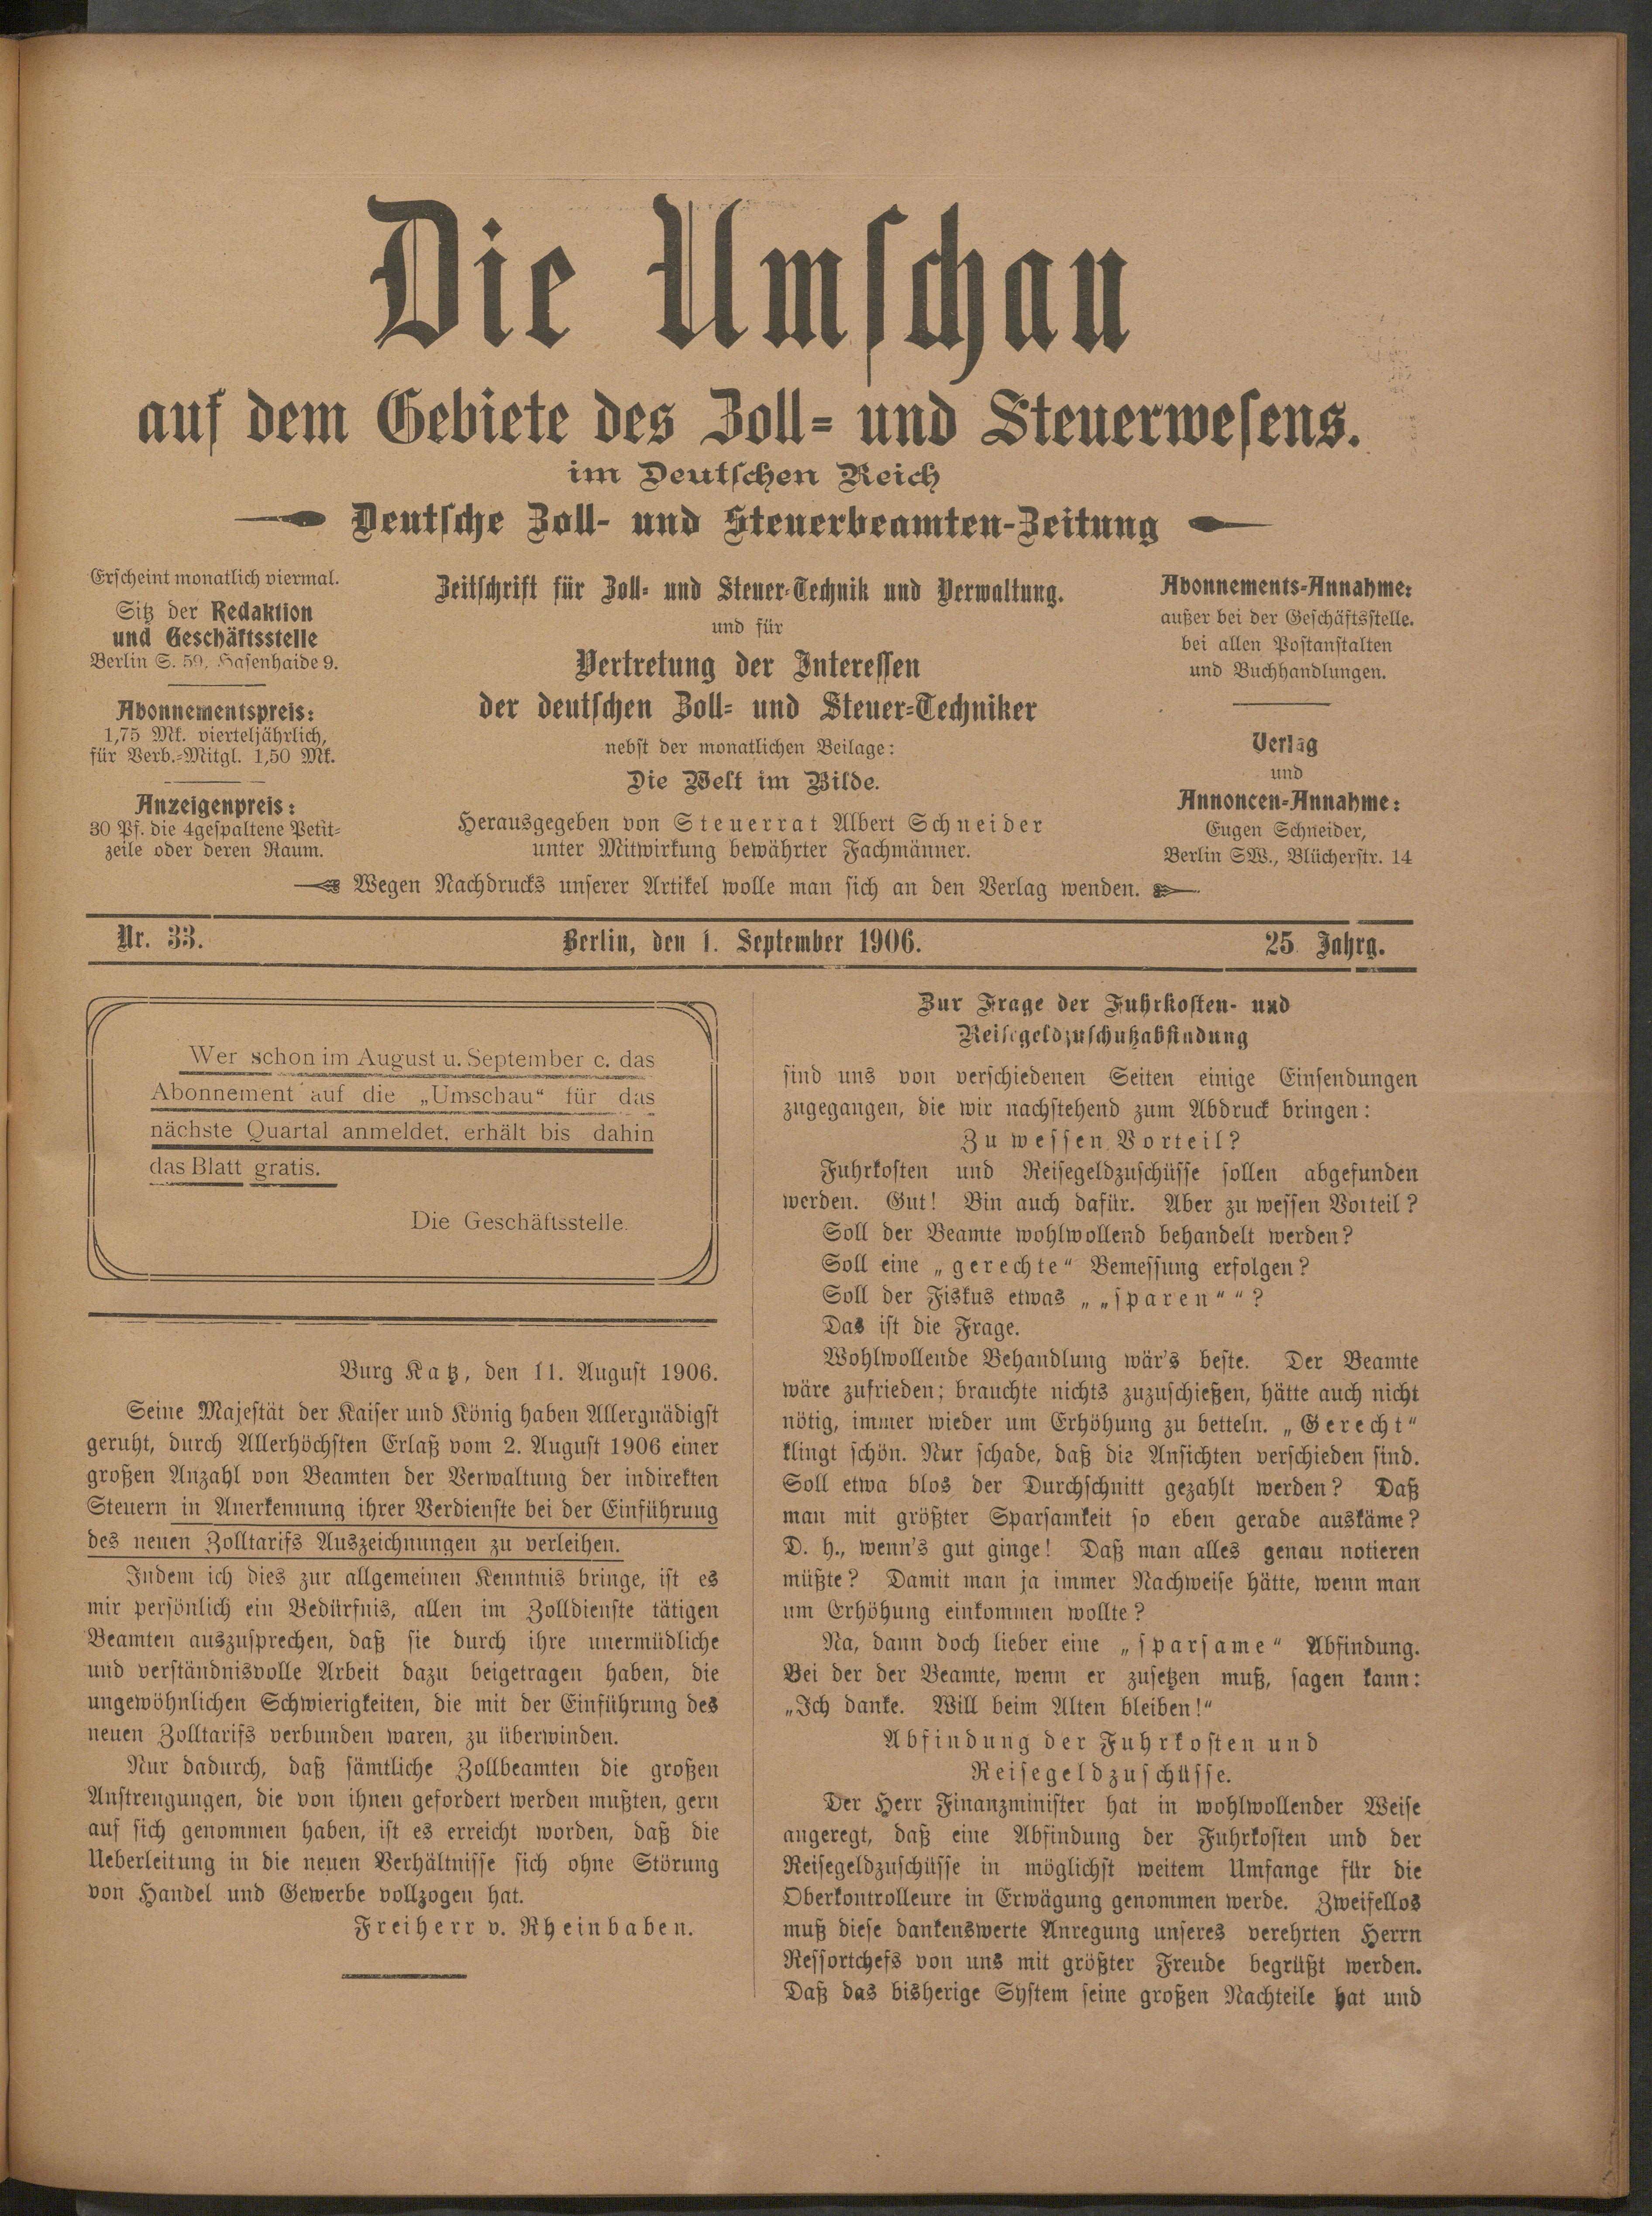 Die Umschau
auf dem Gebiete des Zoll- und Steuerwesens.
im Deutschen Reich
Deutsche Zoll- und Steuerbeamten-Zeitung
Erscheint monatlich viermal.
Sitz der Redaktion
und Geschäftsstelle
Berlin S. 59, Hasenhaide 9.
Abonnementspreis:
1,75 Mk. vierteljährlich,
für Verb.-Mitgl. 1,50 Mk.
Anzeigenpreis:
30 Pf. die 4gespaltene Petit-
zeile oder deren Raum.
Zeitschrift für Zoll- und Steuer-Technik und Verwaltung.
und für
Vertretung der Interessen
der deutschen Zoll- und Steuer-Techniker
nebst der monatlichen Beilage:
Die Welt im Bilde.
Herausgegeben von Steuerrat Albert Schneider
unter Mitwirkung bewährter Fachmänner.
Abonnements-Annahme:
außer bei der Geschäftsstelle.
bei allen Postanstalten
und Buchhandlungen.
Verlag
und
Annoncen-Annahme:
Eugen Schneider,
Berlin SW., Blücherstr. 14
Wegen Nachdrucks unserer Artikel wolle man sich an den Verlag wenden.
Nr. 33. Berlin, den 1. September 1906. 25. Jahrg.
Wer schon im August u. September c. das
Abonnement auf die „Umschau“ für das
nächste Quartal anmeldet, erhält bis dahin
das Blatt gratis.
Die Geschäftsstelle.
Burg Katz, den 11. August 1906.
Seine Majestät der Kaiser und König haben Allergnädigst
geruht, durch Allerhöchsten Erlaß vom 2. August 1906 einer
großen Anzahl von Beamten der Verwaltung der indirekten
Steuern in Anerkennung ihrer Verdienste bei der Einführuug
des neuen Zolltarifs Auszeichnungen zu verleihen.
Indem ich dies zur allgemeinen Kenntnis bringe, ist es
mir persönlich ein Bedürfnis, allen im Zolldienste tätigen
Beamten auszusprechen, daß sie durch ihre unermüdliche
und verständnisvolle Arbeit dazu beigetragen haben, die
ungewöhnlichen Schwierigkeiten, die mit der Einführung des
neuen Zolltarifs verbunden waren, zu überwinden.
Nur dadurch, daß sämtliche Zollbeamten die großen
Anstrengungen, die von ihnen gefordert werden mußten, gern
auf sich genommen haben, ist es erreicht worden, daß die
Ueberleitung in die neuen Verhältnisse sich ohne Störung
von Handel und Gewerbe vollzogen hat.
Freiherr v. Rheinbaben.
Zur Frage der Fuhrkosten- und
Reisegeldzuschußabfindung
sind uns von verschiedenen Seiten einige Einsendungen
zugegangen, die wir nachstehend zum Abdruck bringen:
Zu wessen Vorteil?
Fuhrkosten und Reisegeldzuschüsse sollen abgefunden
werden. Gut! Bin auch dafür. Aber zu wessen Vorteil?
Soll der Beamte wohlwollend behandelt werden?
Soll eine „gerechte“ Bemessung erfolgen?
Soll der Fiskus etwas „„sparen““?
Das ist die Frage.
Wohlwollende Behandlung wär's beste. Der Beamte
wäre zufrieden; brauchte nichts zuzuschießen, hätte auch nicht
nötig, immer wieder um Erhöhung zu betteln. „Gerecht“
klingt schön. Nur schade, daß die Ansichten verschieden sind.
Soll etwa blos der Durchschnitt gezahlt werden? Daß
man mit größter Sparsamkeit so eben gerade auskäme?
D. h., wenn's gut ginge! Daß man alles genau notieren
müßte? Damit man ja immer Nachweise hätte, wenn man
um Erhöhung einkommen wollte?
Na, dann doch lieber eine „sparsame“ Abfindung.
Bei der der Beamte, wenn er zusetzen muß, sagen kann:
„Ich danke. Will beim Alten bleiben!“
Abfindung der Fuhrkosten und
Reisegeldzuschüsse.
Der Herr Finanzminister hat in wohlwollender Weise
angeregt, daß eine Abfindung der Fuhrkosten und der
Reisegeldzuschüsse in möglichst weitem Umfange für die
Oberkontrolleure in Erwägung genommen werde. Zweifellos
muß diese dankenswerte Anregung unseres verehrten Herrn
Ressortchefs von uns mit größter Freude begrüßt werden.
Daß das bisherige System seine großen Nachteile hat und